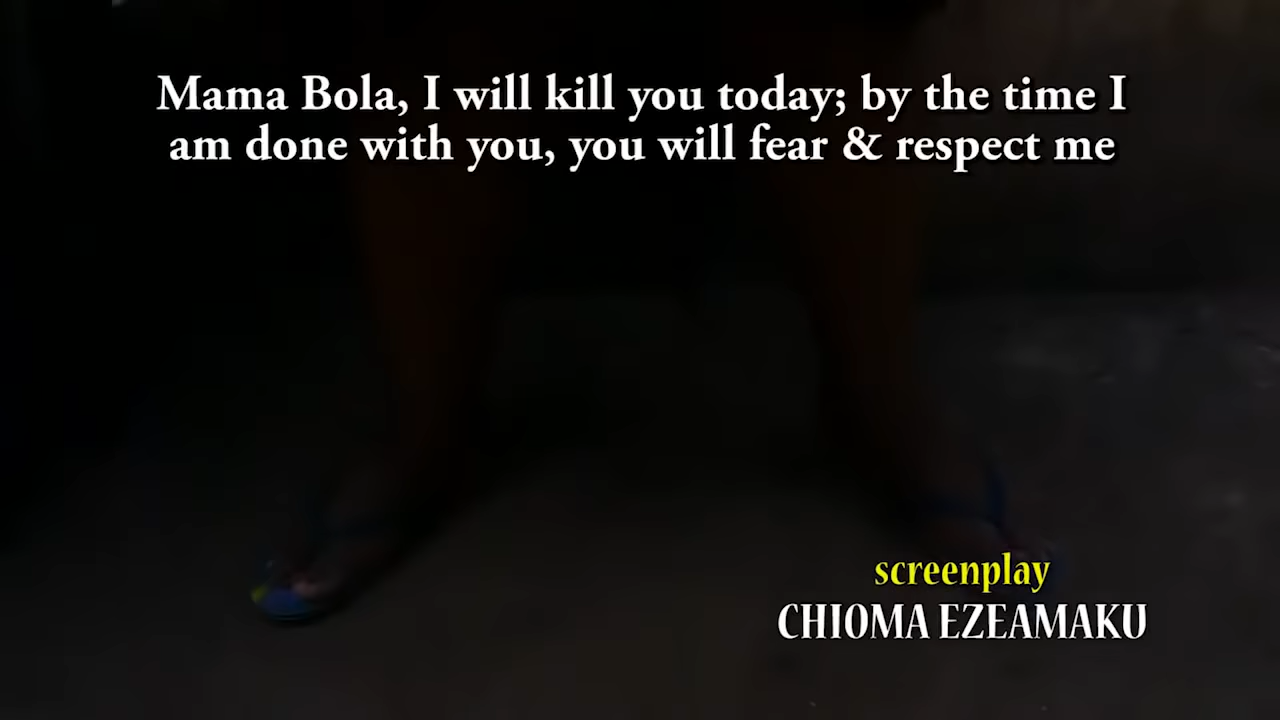 Mama Bola, I will kill you today; by the time I
am done with you, you will fear & respect me
screenplay
CHIOMA EZEAMAKU